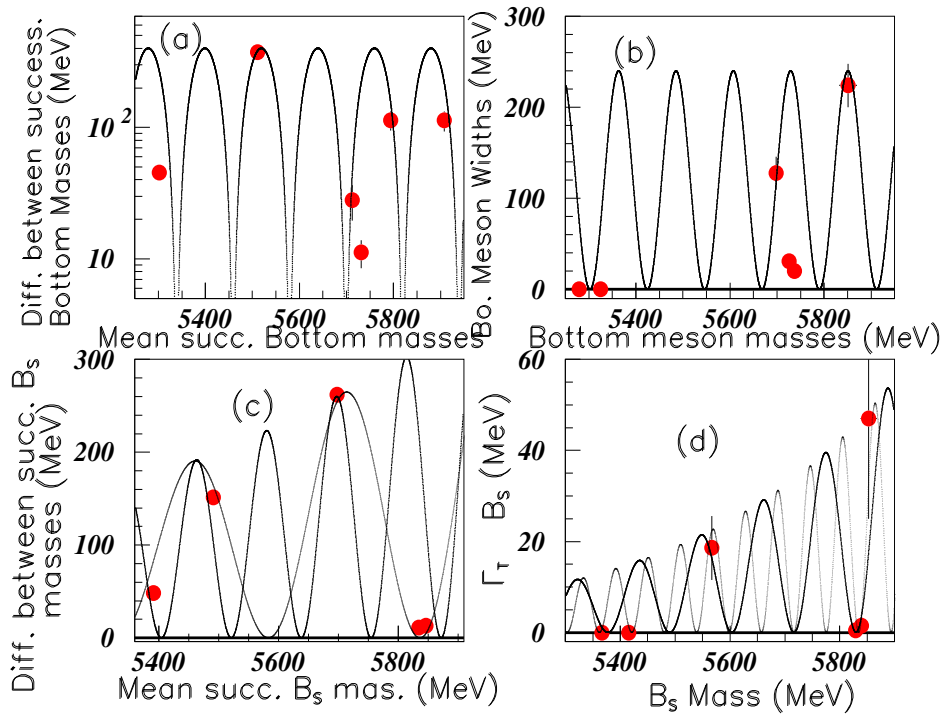 Diff. between success.
Bottom Masses (MeV)
(a)
10²
10
5400
5600
5800
Mean succ. Bottom masses
Bo. Meson Widths (MeV)
(b)
300
200
100
0
5400
5600
5800
Bottom meson masses (MeV)
Diff. between succ. Bₛ
masses (MeV)
(c)
300
200
100
0
5400
5600
5800
Mean succ. Bₛ mas. (MeV)
Γ_T Bₛ (MeV)
(d)
60
40
20
0
5400
5600
5800
Bₛ Mass (MeV)